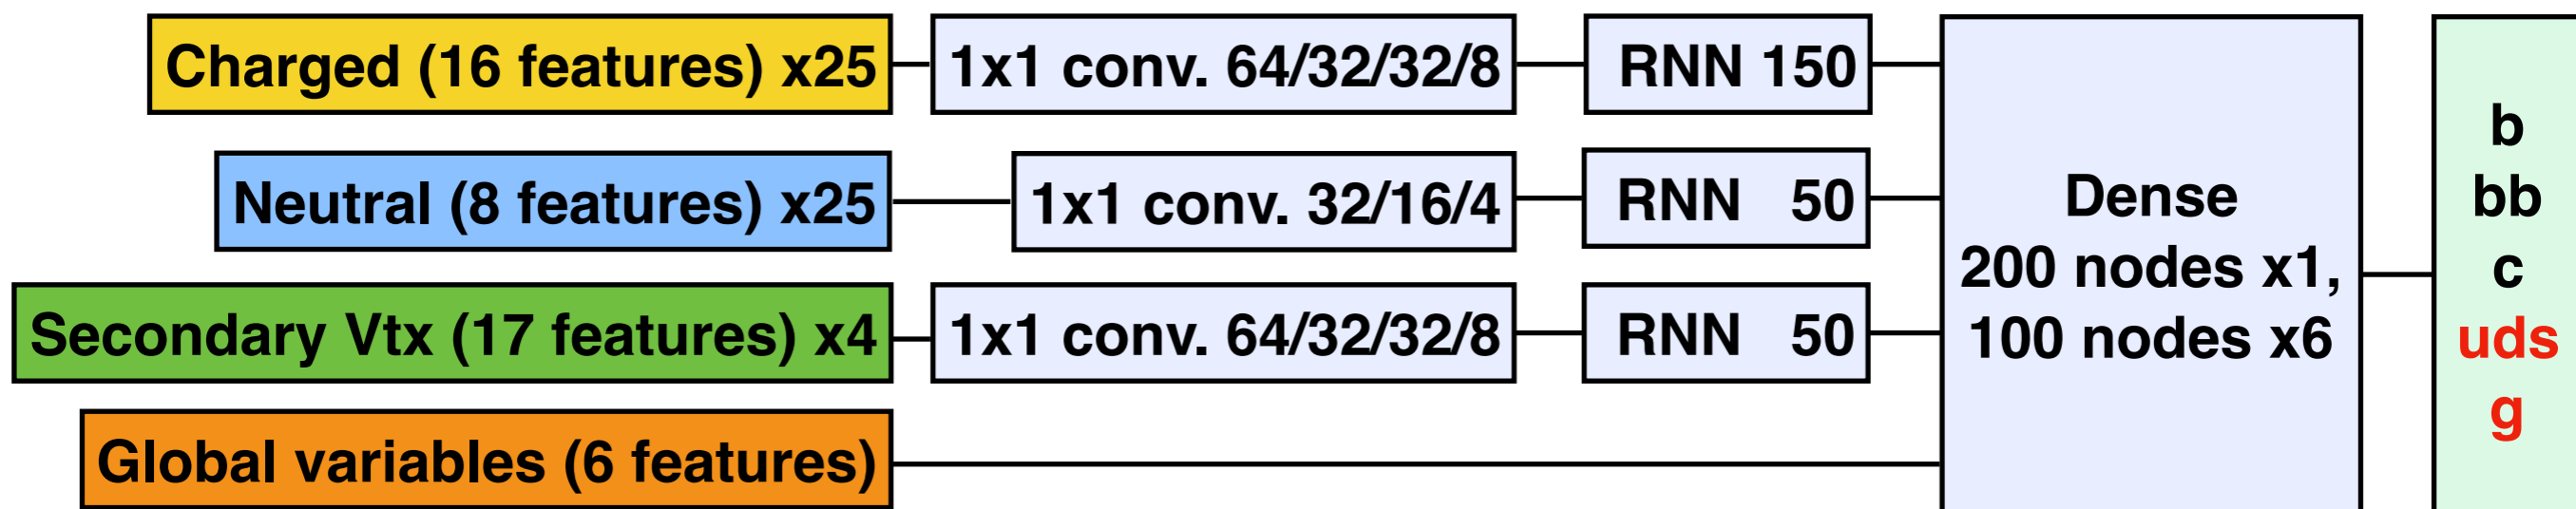 Charged (16 features) x25
1x1 conv. 64/32/32/8
RNN 150
Neutral (8 features) x25
1x1 conv. 32/16/4
RNN 50
Secondary Vtx (17 features) x4
1x1 conv. 64/32/32/8
RNN 50
Global variables (6 features)
Dense
200 nodes x1,
100 nodes x6
b
bb
c
uds
g